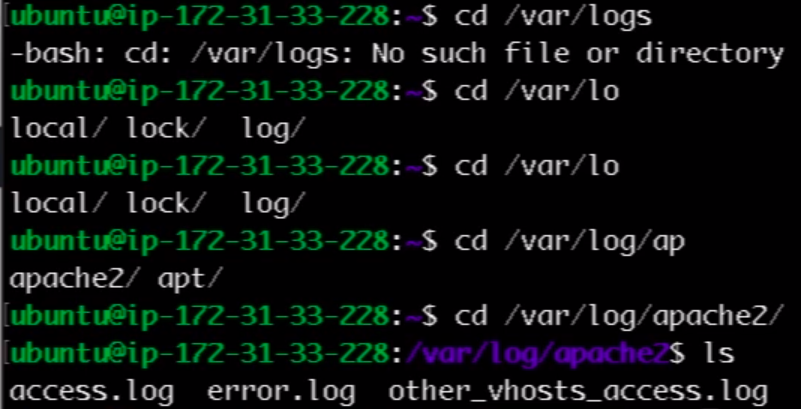 ubuntu@ip-172-31-33-228:~$ cd /var/logs
-bash: cd: /var/logs: No such file or directory
ubuntu@ip-172-31-33-228:~$ cd /var/lo
local/ lock/  log/
ubuntu@ip-172-31-33-228:~$ cd /var/lo
local/ lock/  log/
ubuntu@ip-172-31-33-228:~$ cd /var/log/ap
apache2/ apt/
ubuntu@ip-172-31-33-228:~$ cd /var/log/apache2/
ubuntu@ip-172-31-33-228:/var/log/apache2$ ls
access.log  error.log  other_vhosts_access.log